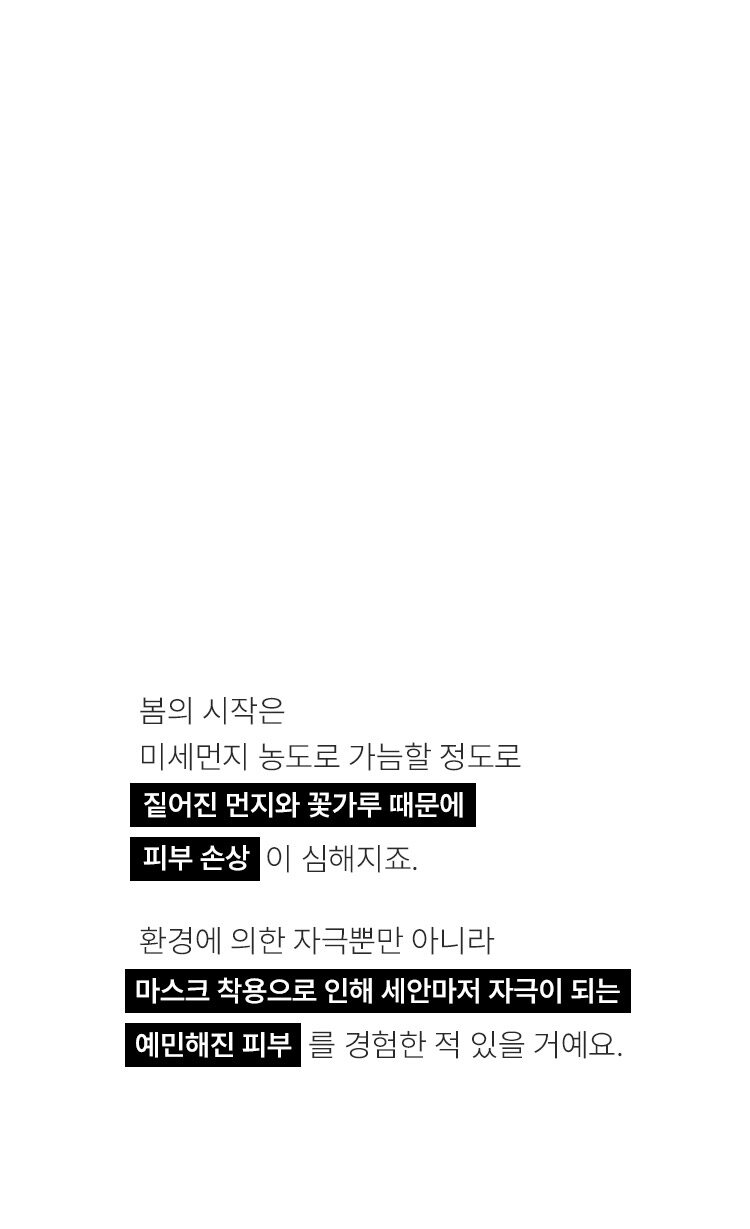 봄의 시작은
미세먼지 농도로 가늠할 정도로
짙어진 먼지와 꽃가루 때문에
피부 손상이 심해지죠.
환경에 의한 자극뿐만 아니라
마스크 착용으로 인해 세안마저 자극이 되는
예민해진 피부를 경험한 적 있을 거예요.